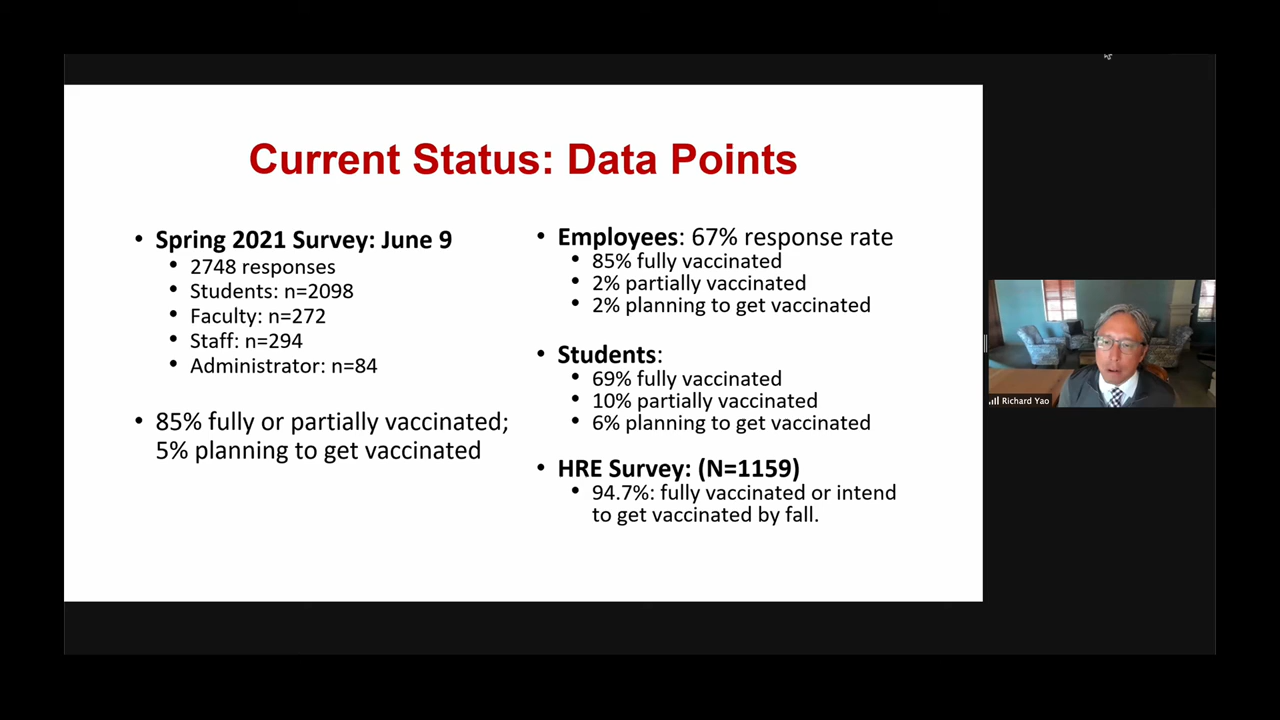 Current Status: Data Points
• Spring 2021 Survey: June 9
• 2748 responses
• Students: n=2098
• Faculty: n=272
• Staff: n=294
• Administrator: n=84
• 85% fully or partially vaccinated;
5% planning to get vaccinated
• Employees: 67% response rate
• 85% fully vaccinated
• 2% partially vaccinated
• 2% planning to get vaccinated
• Students:
• 69% fully vaccinated
• 10% partially vaccinated
• 6% planning to get vaccinated
• HRE Survey: (N=1159)
• 94.7%: fully vaccinated or intend
to get vaccinated by fall.
Richard Yao